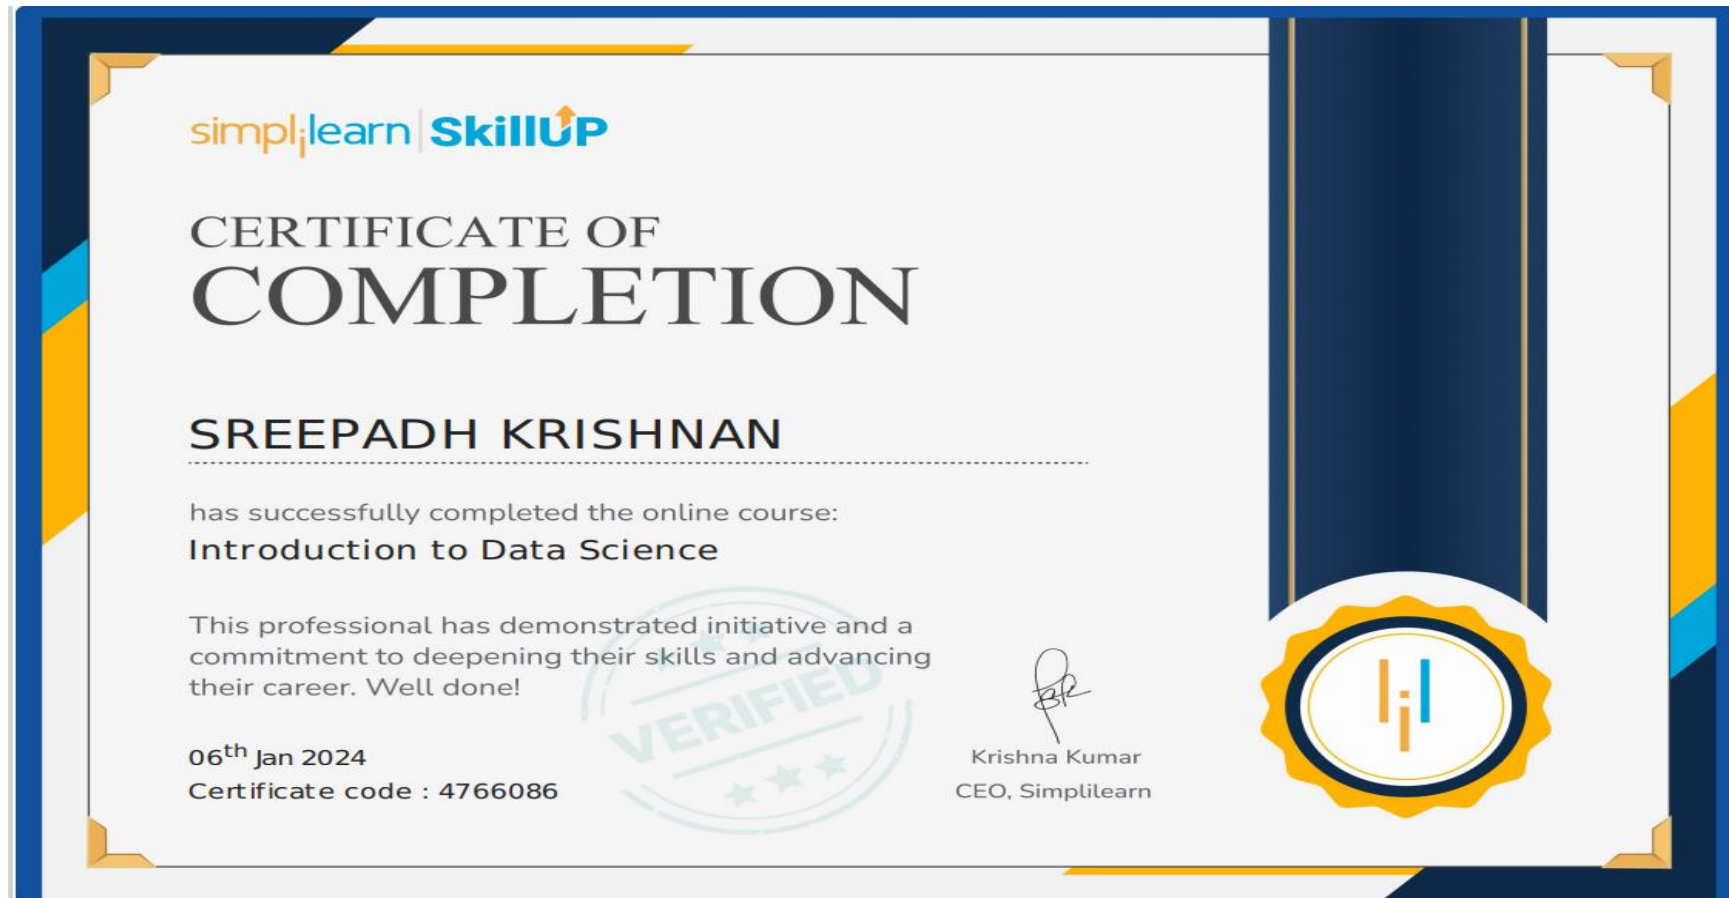 simplilearn | SkillUP
CERTIFICATE OF
COMPLETION
SREEPADH KRISHNAN
has successfully completed the online course:
Introduction to Data Science
This professional has demonstrated initiative and a
commitment to deepening their skills and advancing
their career. Well done!
VERIFIED
06th Jan 2024
Certificate code : 4766086
Krishna Kumar
CEO, Simplilearn